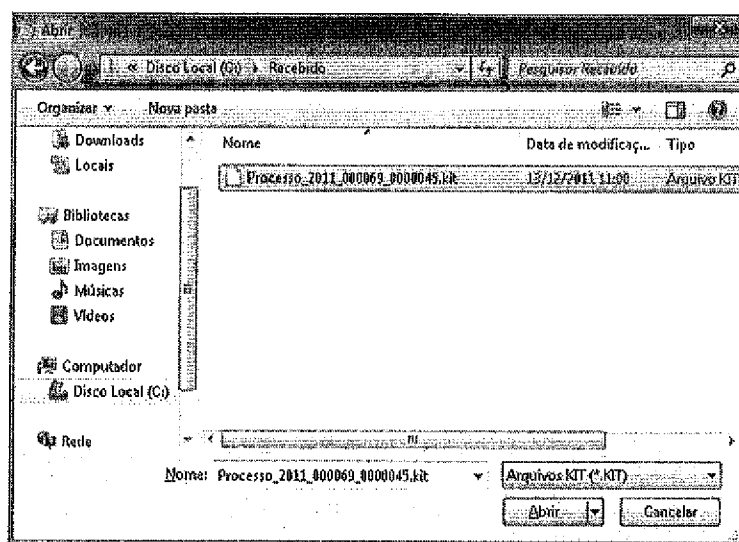 Abrir
« Disco Local (C:) ▸ Recebido
Pesquisar Recebido
Organizar Nova pasta
Downloads
Locais
Bibliotecas
Documentos
Imagens
Músicas
Vídeos
Computador
Disco Local (C:)
Rede
Nome Data de modificaç... Tipo
Processo_2011_000069_0000045.kit 13/12/2011 11:00 Arquivo KIT
Nome: Processo_2011_000069_0000045.kit Arquivos KIT (*.KIT)
Abrir Cancelar